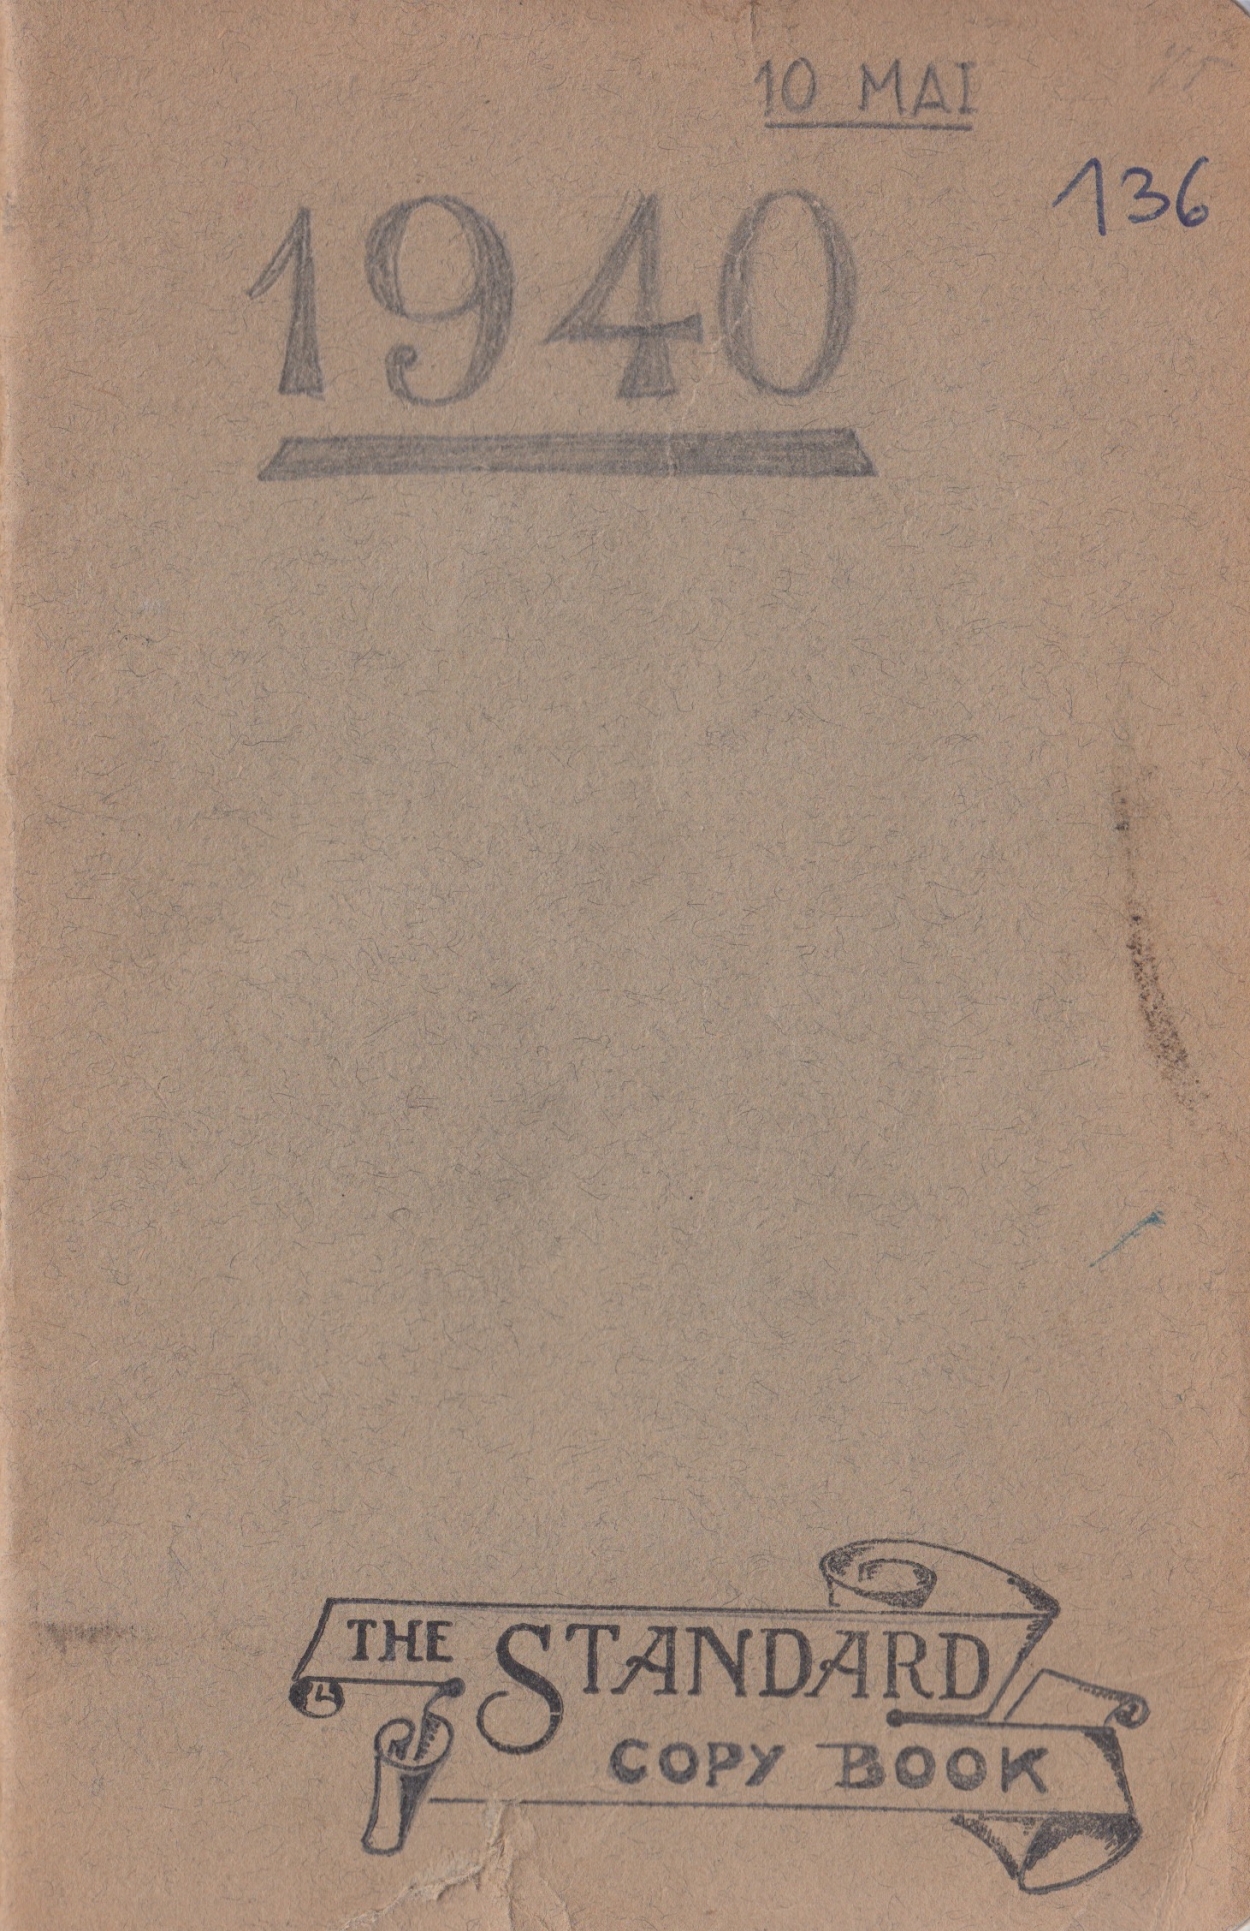 10 MAI
136
1940
THE STANDARD
COPY BOOK